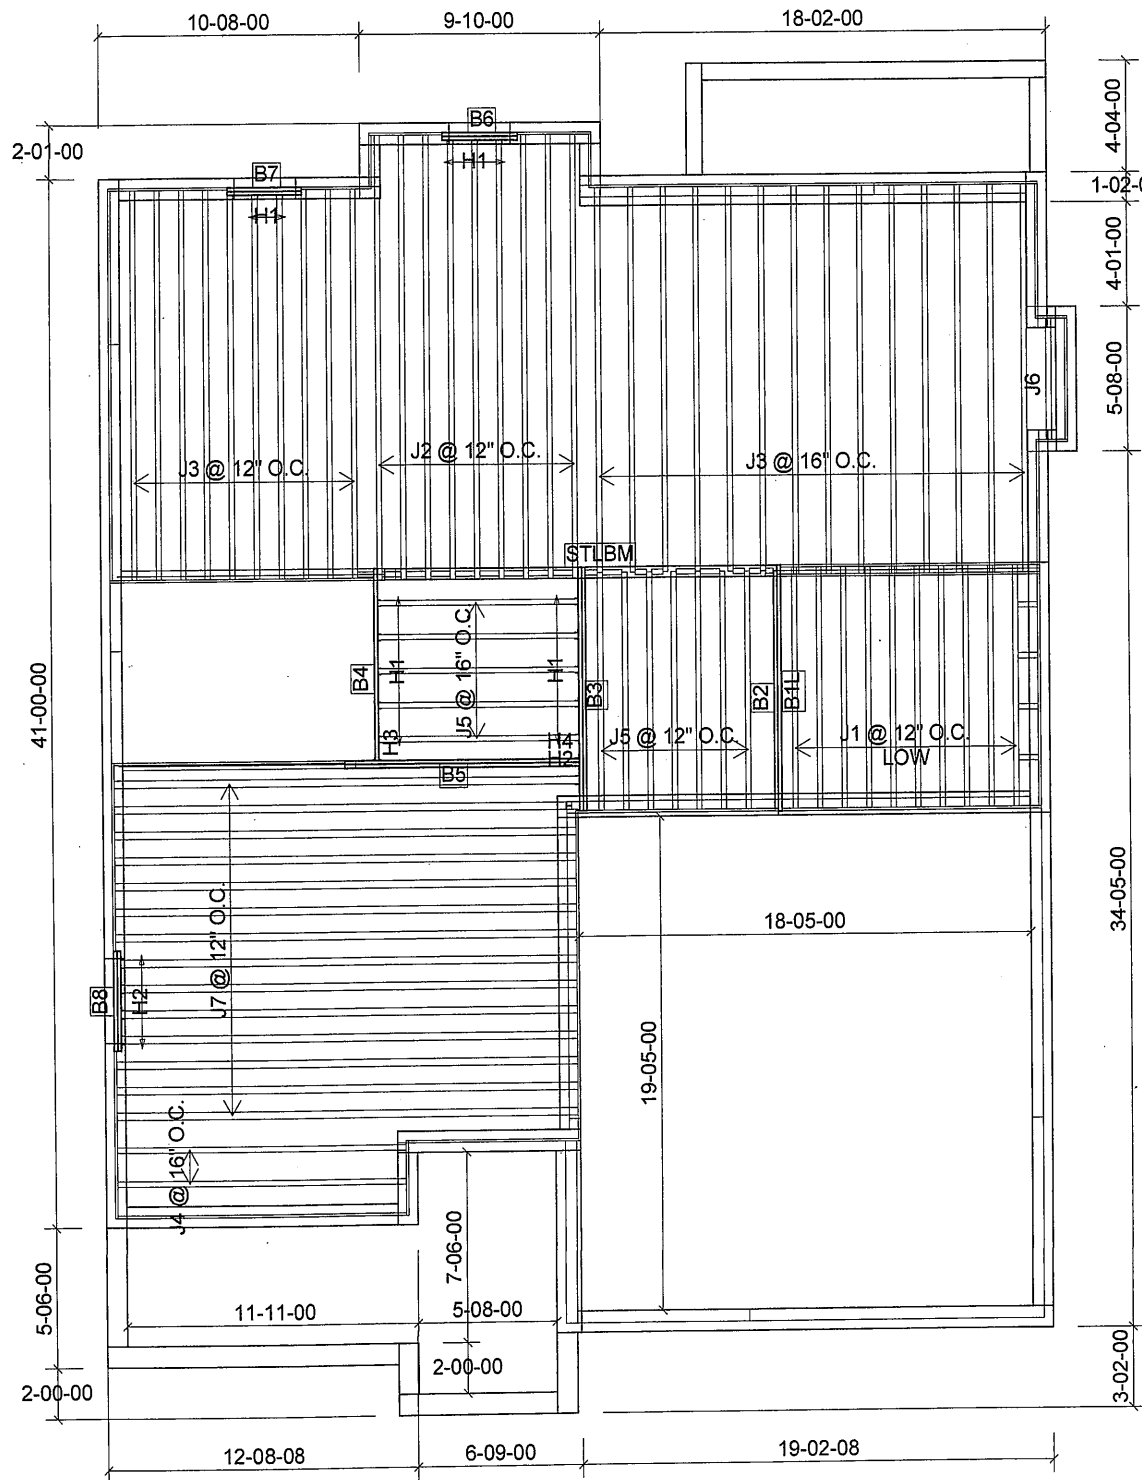 10-08-00
9-10-00
18-02-00
2-01-00
B6
H1
B7
H1
4-04-00
4-01-00
5-08-00
J6
J3 @ 12" O.C.
J2 @ 12" O.C.
J3 @ 16" O.C.
STLBM
41-00-00
B4
H1
H3
J5 @ 16" O.C
H1
H4
H2
B3
J5 @ 12" O.C.
B2
B1L
J1 @ 12" O.C.
LOW
B5
34-05-00
J7 @ 12" O.C.
18-05-00
B8
H2
19-05-00
J4 @ 16" O.C.
7-06-00
5-06-00
11-11-00
5-08-00
2-00-00
2-00-00
3-02-00
12-08-08
6-09-00
19-02-08